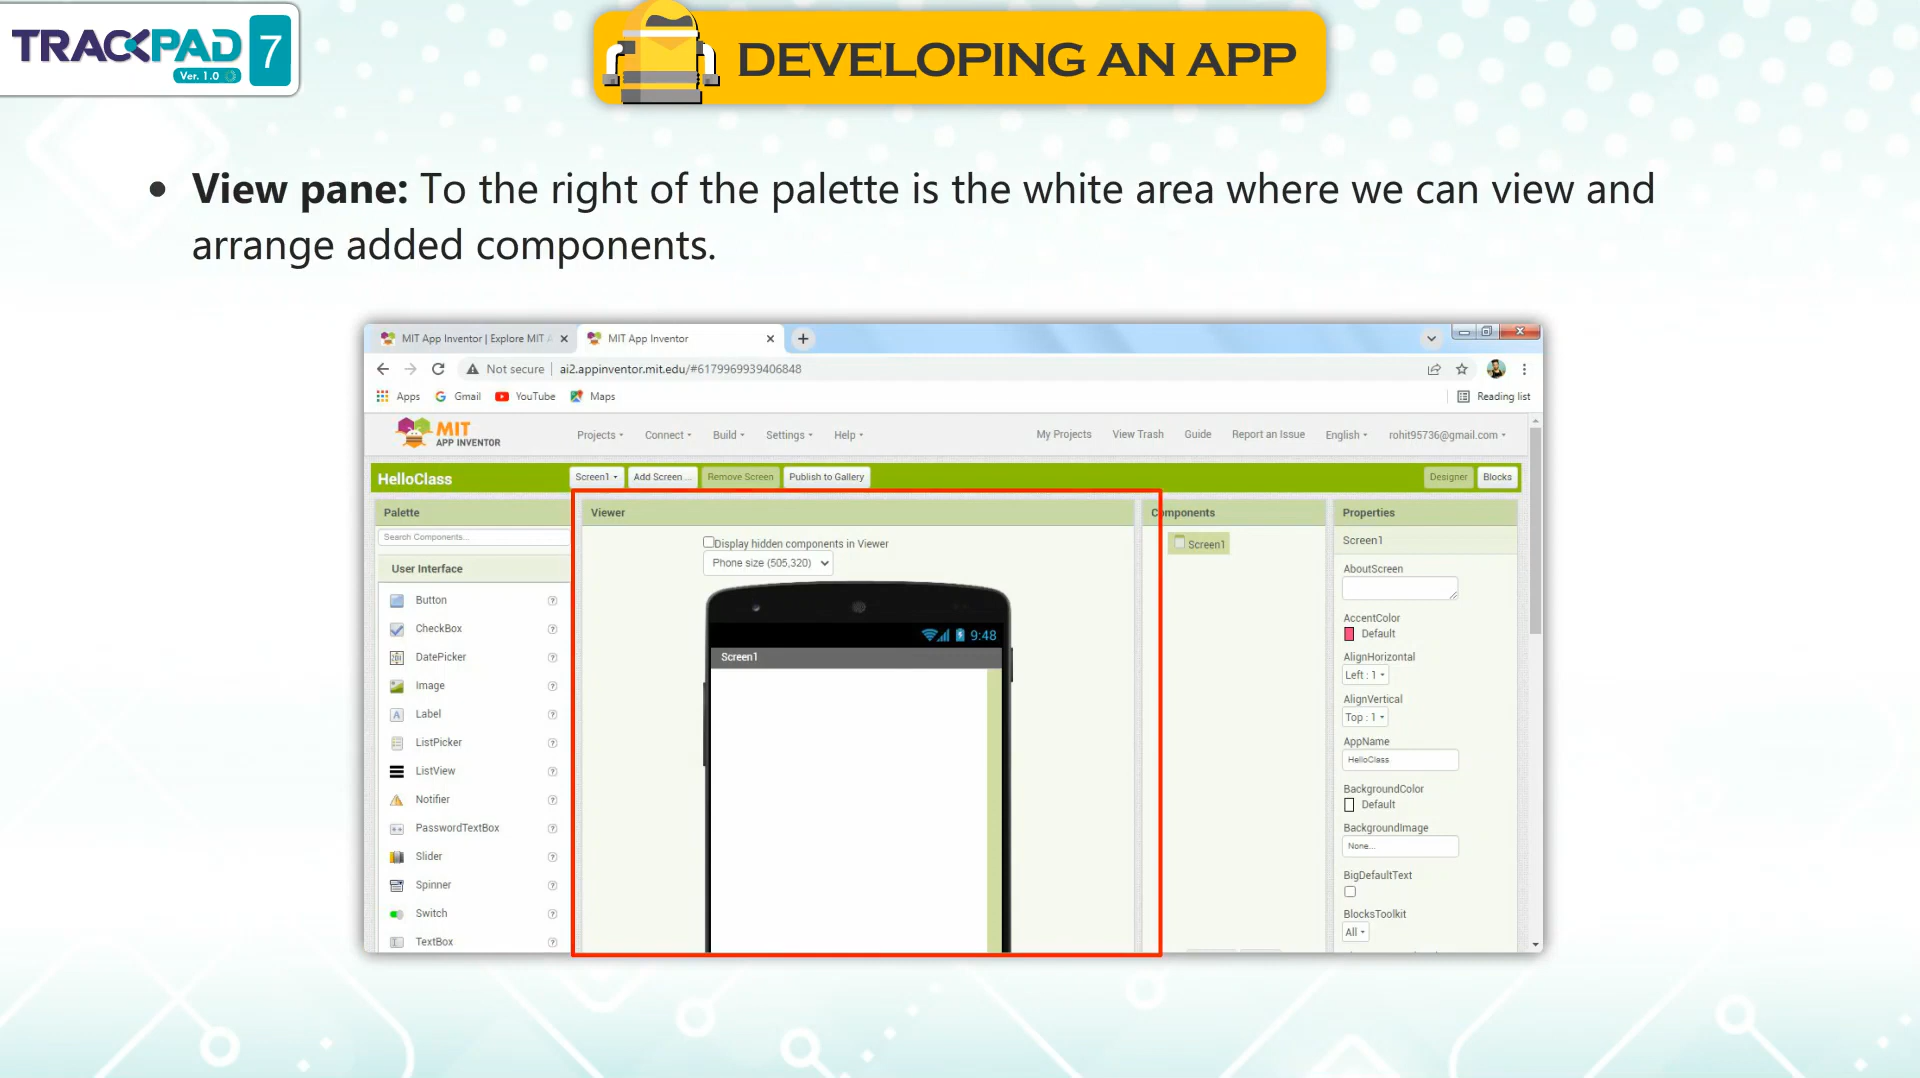 TRACKPAD 7
Ver. 1.0
DEVELOPING AN APP
• View pane: To the right of the palette is the white area where we can view and
arrange added components.
MIT App Inventor | Explore MIT A
MIT App Inventor
Not secure
ai2.appinventor.mit.edu/#6179969939406848
Apps
Gmail
YouTube
Maps
Reading list
MIT
APP INVENTOR
Projects
Connect
Build
Settings
Help
My Projects
View Trash
Guide
Report an Issue
English
rohit95736@gmail.com
HelloClass
Screen1
Add Screen ...
Remove Screen
Publish to Gallery
Designer
Blocks
Palette
Search Components...
User Interface
Button
CheckBox
DatePicker
Image
Label
ListPicker
ListView
Notifier
PasswordTextBox
Slider
Spinner
Switch
TextBox
Viewer
Display hidden components in Viewer
Phone size (505,320)
9:48
Screen1
Components
Screen1
Properties
Screen1
AboutScreen
AccentColor
Default
AlignHorizontal
Left : 1
AlignVertical
Top : 1
AppName
HelloClass
BackgroundColor
Default
BackgroundImage
None...
BigDefaultText
BlocksToolkit
All